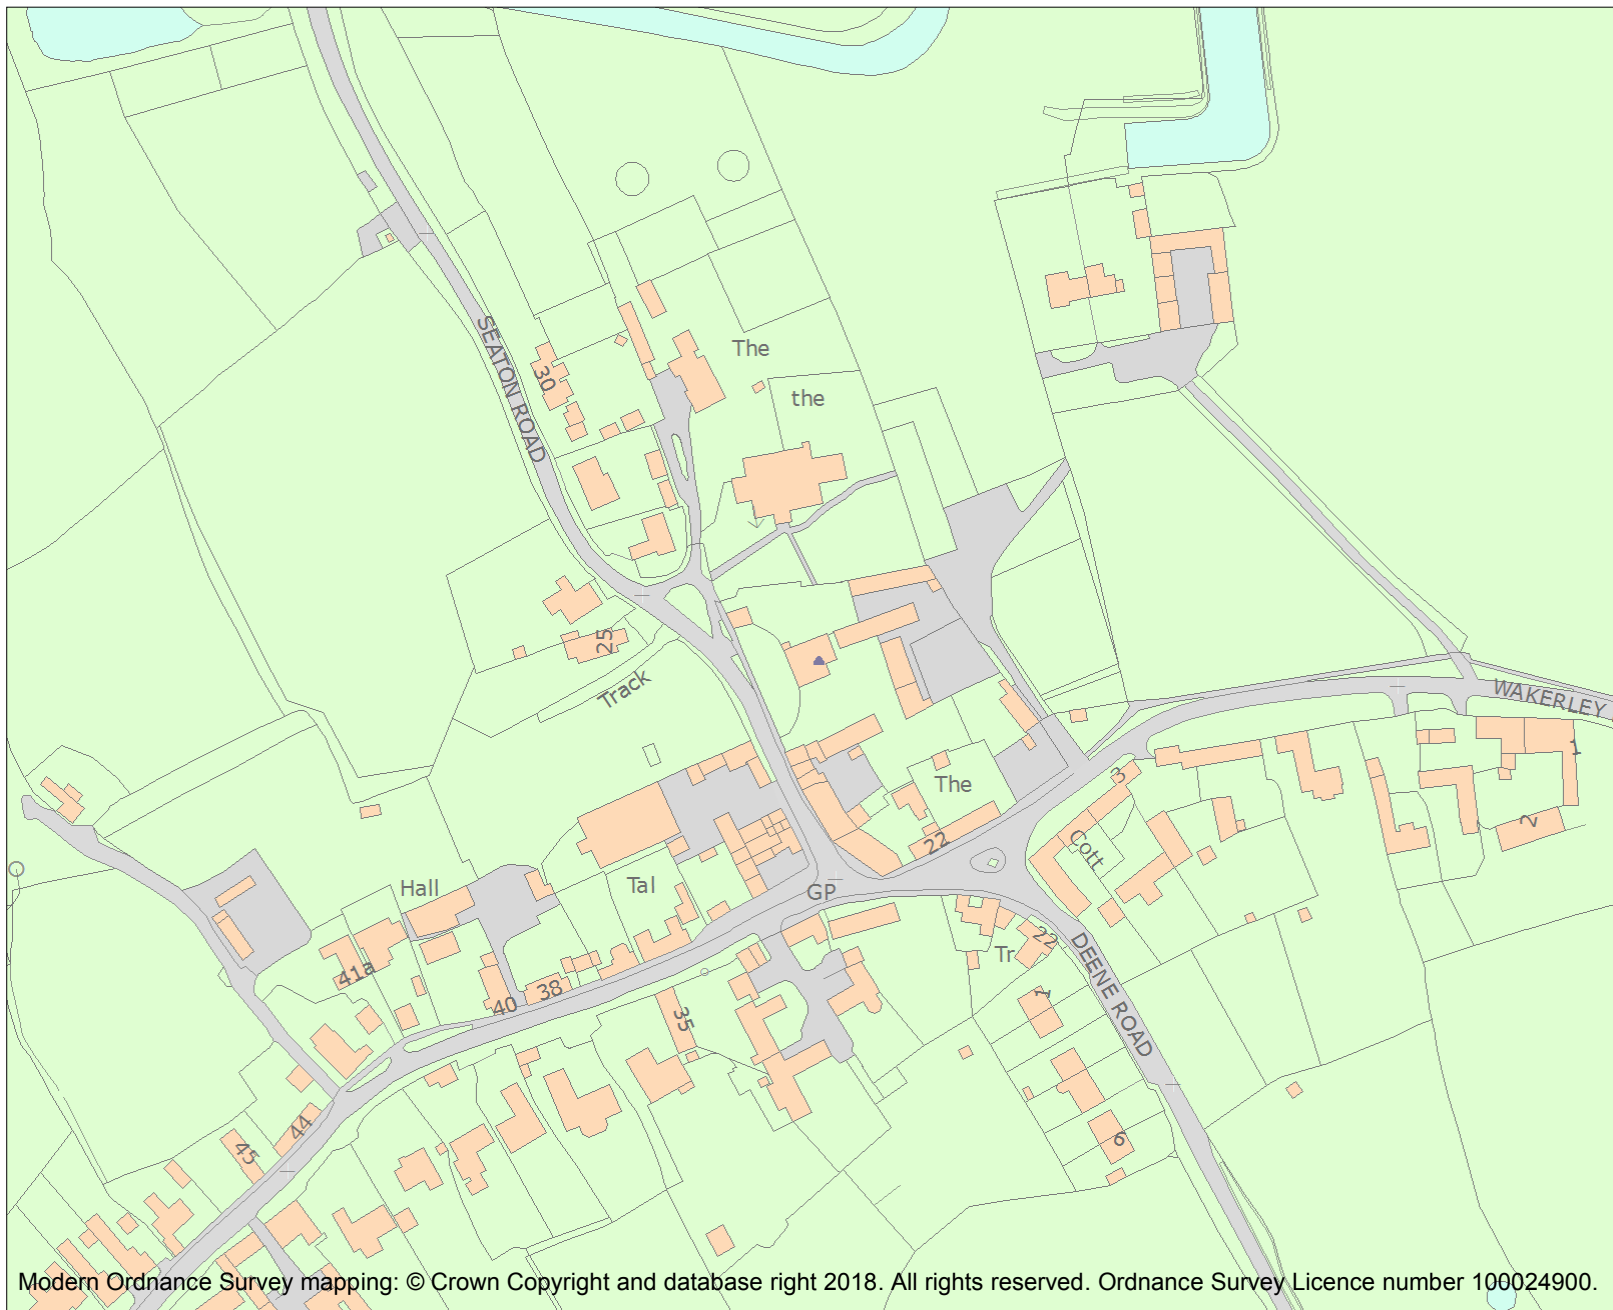 The
the
30
SEATON ROAD
25
Track
WAKERLEY
1
The
3
2
22
Cott
Hall
Tal
GP
22
Tr
41a
38
40
1
35
DEENE ROAD
44
45
6
Modern Ordnance Survey mapping: © Crown Copyright and database right 2018. All rights reserved. Ordnance Survey Licence number 100024900.